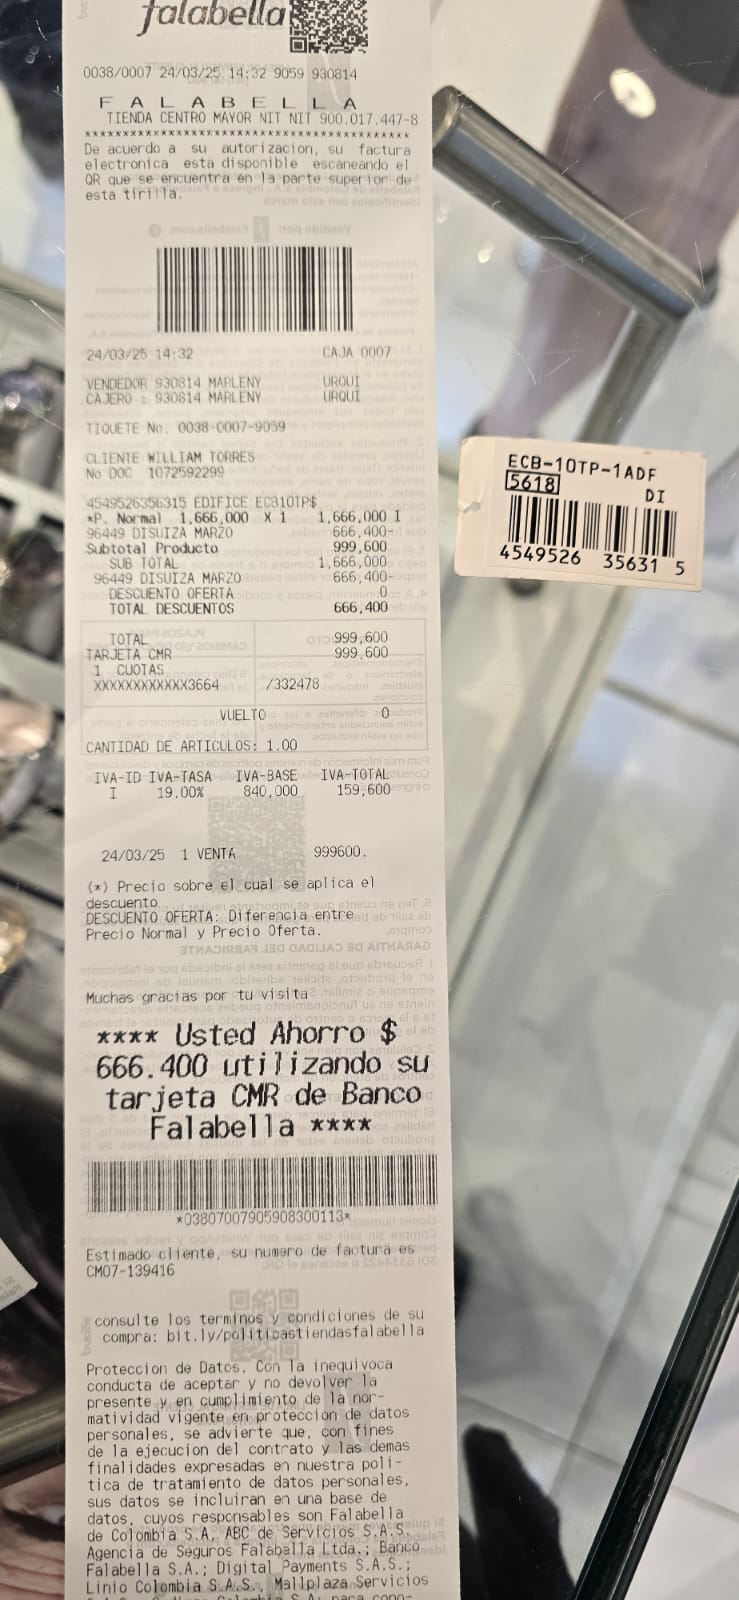 falabella
0038/0007 24/03/25 14:32 9059 930814
F A L A B E L L A
TIENDA CENTRO MAYOR NIT NIT 900.017.447-8
******************************************
De acuerdo a su autorizacion, su factura
electronica esta disponible escaneando el
QR que se encuentra en la parte superior de
esta tirilla.
24/03/25 14:32 CAJA 0007
VENDEDOR 930814 MARLENY URQUI
CAJERO : 930814 MARLENY URQUI
TIQUETE No. 0038-0007-9059
CLIENTE WILLIAM TORRES
No DOC 1072592299
4549526356315 EDIFICE ECB10TP$
*P. Normal 1,666,000 X 1 1,666,000 I
96449 DISUIZA MARZO 666,400-
Subtotal Producto 999,600
SUB TOTAL 1,666,000
96449 DISUIZA MARZO 666,400-
DESCUENTO OFERTA 0
TOTAL DESCUENTOS 666,400
TOTAL 999,600
TARJETA CMR 999,600
1 CUOTAS
XXXXXXXXXXXX3664 /332478
VUELTO 0
CANTIDAD DE ARTICULOS: 1.00
IVA-ID IVA-TASA IVA-BASE IVA-TOTAL
I 19.00% 840,000 159,600
24/03/25 1 VENTA 999600.
(*) Precio sobre el cual se aplica el
descuento
DESCUENTO OFERTA: Diferencia entre
Precio Normal y Precio Oferta.
Muchas gracias por tu visita
**** Usted Ahorro $
666.400 utilizando su
tarjeta CMR de Banco
Falabella ****
*03807007905908300113*
Estimado cliente, su numero de factura es
CM07-139416
consulte los terminos y condiciones de su
compra: bit.ly/politicastiendasfalabella
Proteccion de Datos. Con la inequivoca
conducta de aceptar y no devolver la
presente y en cumplimiento de la nor-
matividad vigente en proteccion de datos
personales, se advierte que, con fines
de la ejecucion del contrato y las demas
finalidades expresadas en nuestra poli-
tica de tratamiento de datos personales,
sus datos se incluiran en una base de
datos, cuyos responsables son Falabella
de Colombia S.A, ABC de Servicios S.A.S
Agencia de Seguros Falabella Ltda.; Banco
Falabella S.A.; Digital Payments S.A.S.;
Linio Colombia S.A.S., Mallplaza Servicios
ECB-10TP-1ADF
5618
DI
4549526 35631 5